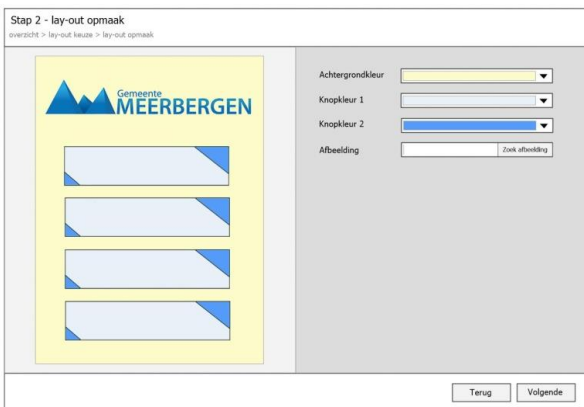 Stap 2 - lay-out opmaak
overzicht > lay-out keuze > lay-out opmaak
Gemeente
MEERBERGEN
Achtergrondkleur
Knopkleur 1
Knopkleur 2
Afbeelding
Zoek afbeelding
Terug
Volgende